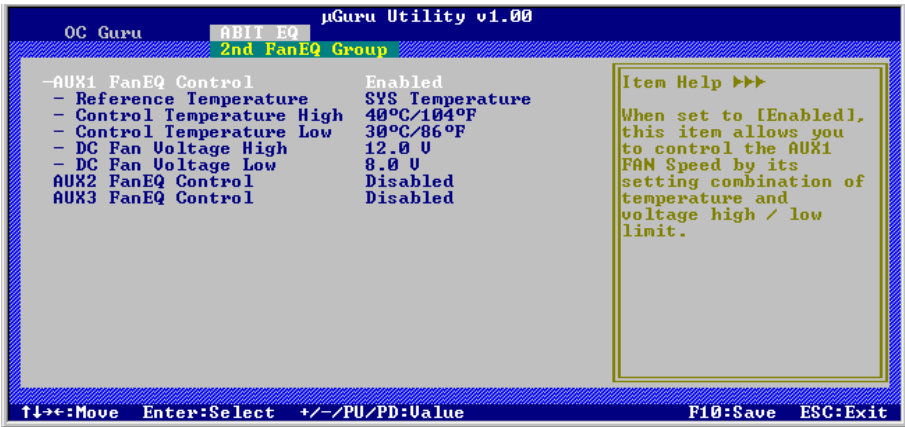 µGuru Utility v1.00
OC Guru ABIT EQ
2nd FanEQ Group
-AUX1 FanEQ Control Enabled
- Reference Temperature SYS Temperature
- Control Temperature High 40ºC/104ºF
- Control Temperature Low 30ºC/86ºF
- DC Fan Voltage High 12.0 V
- DC Fan Voltage Low 8.0 V
AUX2 FanEQ Control Disabled
AUX3 FanEQ Control Disabled
Item Help ►►►
When set to [Enabled],
this item allows you
to control the AUX1
FAN Speed by its
setting combination of
temperature and
voltage high / low
limit.
↑↓→←:Move Enter:Select +/-/PU/PD:Value F10:Save ESC:Exit